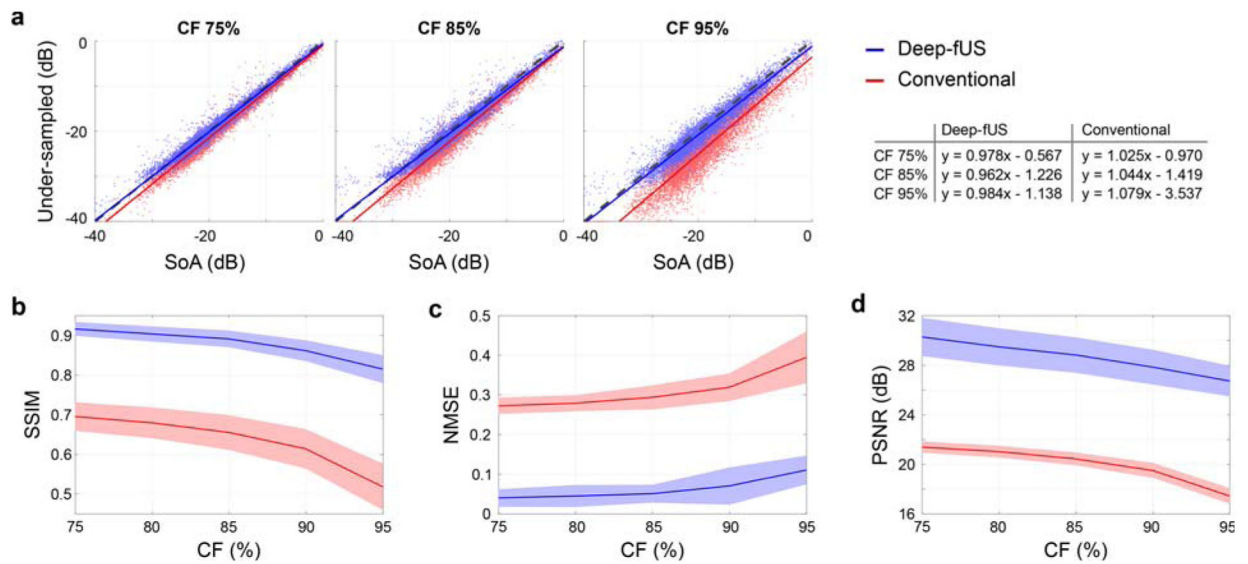 a
CF 75%
CF 85%
CF 95%
Under-sampled (dB)
0
-20
-40
-40
-20
0
-40
-20
0
-40
-20
0
SoA (dB)
SoA (dB)
SoA (dB)
Deep-fUS
Conventional
Deep-fUS Conventional
CF 75% y = 0.978x - 0.567 y = 1.025x - 0.970
CF 85% y = 0.962x - 1.226 y = 1.044x - 1.419
CF 95% y = 0.984x - 1.138 y = 1.079x - 3.537
b
SSIM
0.9
0.8
0.7
0.6
0.5
75 80 85 90 95
CF (%)
c
NMSE
0.5
0.4
0.3
0.2
0.1
0
75 80 85 90 95
CF (%)
d
PSNR (dB)
32
28
24
20
16
75 80 85 90 95
CF (%)